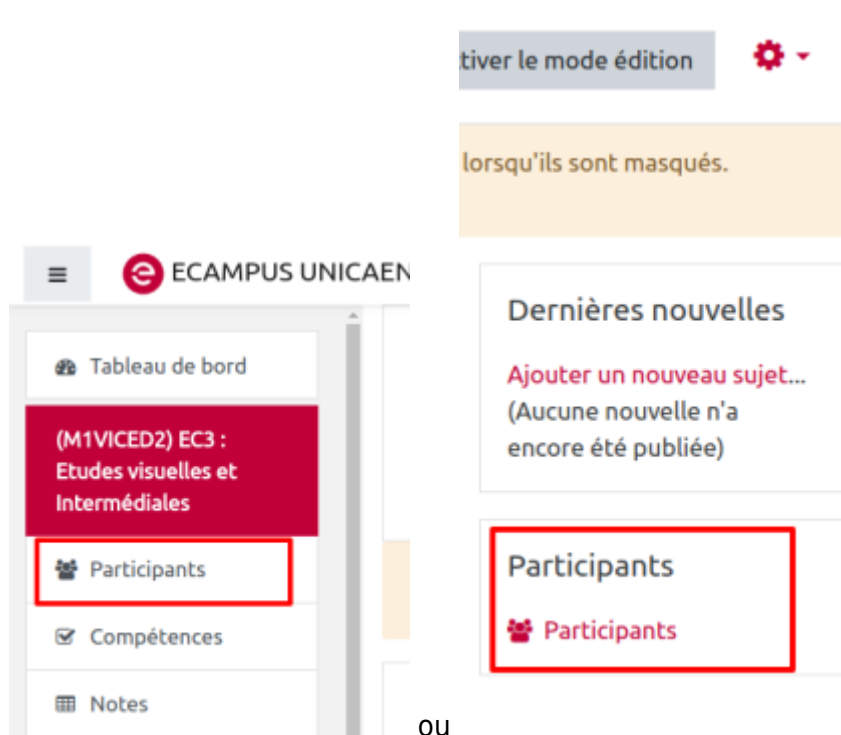 ECAMPUS UNICAEN
Tableau de bord
(M1VICED2) EC3 :
Etudes visuelles et
Intermédiales
Participants
Compétences
Notes
ou
tiver le mode édition
lorsqu'ils sont masqués.
Dernières nouvelles
Ajouter un nouveau sujet...
(Aucune nouvelle n'a
encore été publiée)
Participants
Participants